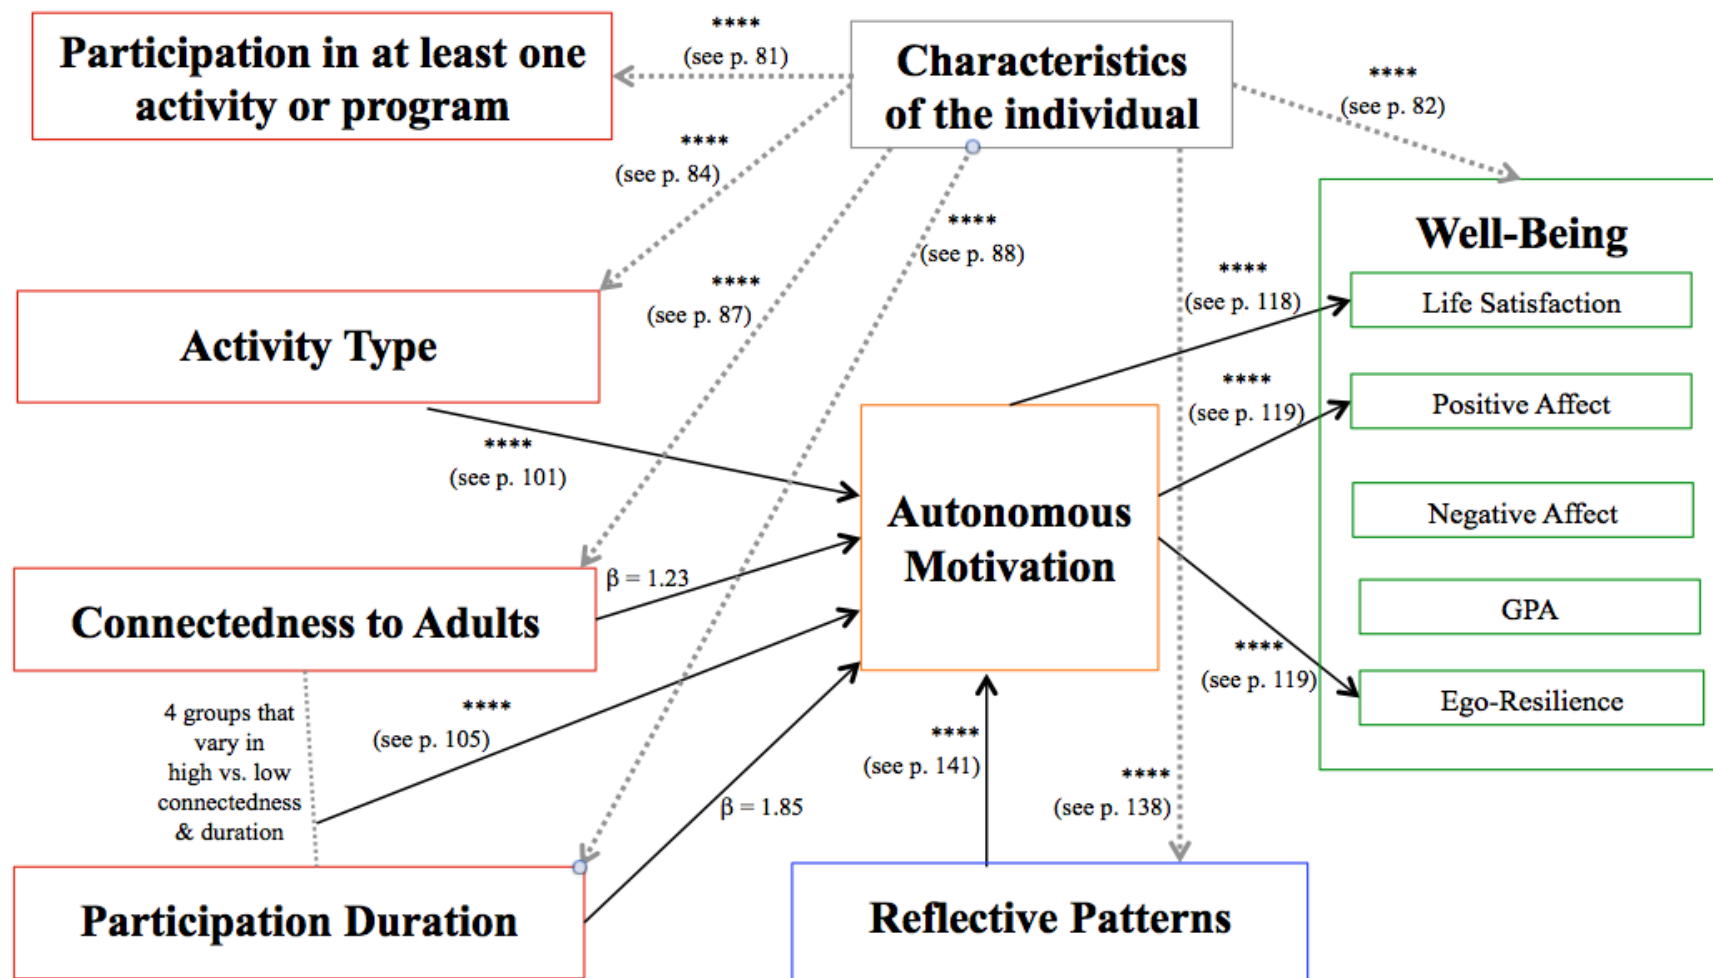 Participation in at least one
activity or program
****
(see p. 81)
Characteristics
of the individual
****
(see p. 82)
****
(see p. 84)
****
(see p. 88)
****
(see p. 87)
Well-Being
Life Satisfaction
Positive Affect
Negative Affect
GPA
Ego-Resilience
****
(see p. 118)
****
(see p. 119)
****
(see p. 119)
Activity Type
****
(see p. 101)
Autonomous
Motivation
Connectedness to Adults
β = 1.23
4 groups that
vary in
high vs. low
connectedness
& duration
****
(see p. 105)
β = 1.85
****
(see p. 141)
****
(see p. 138)
Participation Duration
Reflective Patterns